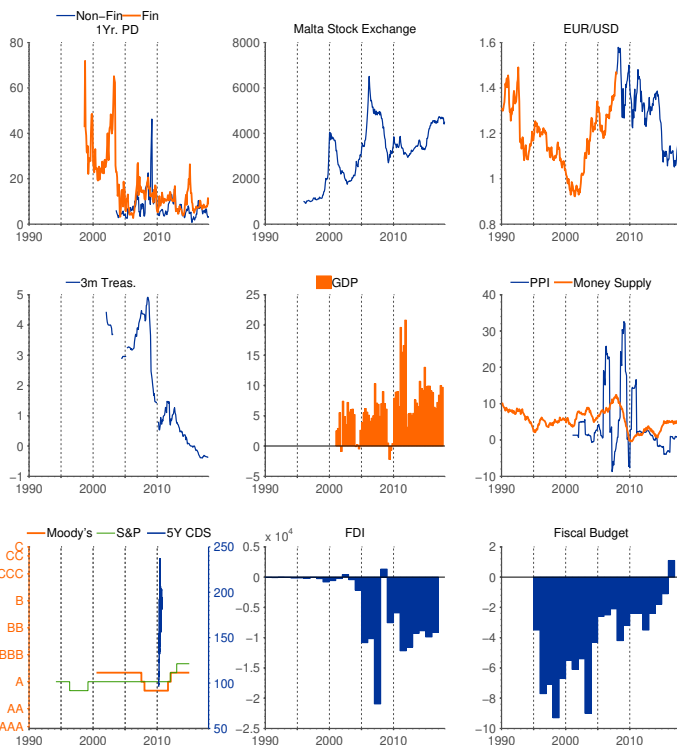 Non-Fin Fin
1Yr. PD
80
60
40
20
0
1990 2000 2010
Malta Stock Exchange
8000
6000
4000
2000
0
1990 2000 2010
EUR/USD
1.6
1.4
1.2
1
0.8
1990 2000 2010
3m Treas.
5
4
3
2
1
0
−1
1990 2000 2010
GDP
25
20
15
10
5
0
−5
1990 2000 2010
PPI Money Supply
40
30
20
10
0
−10
1990 2000 2010
Moody's S&P 5Y CDS
C
CC
CCC
B
BB
BBB
A
AA
AAA
250
200
150
100
50
1990 2000 2010
FDI
x 10^4
0.5
0
−0.5
−1
−1.5
−2
−2.5
1990 2000 2010
Fiscal Budget
2
0
−2
−4
−6
−8
−10
1990 2000 2010